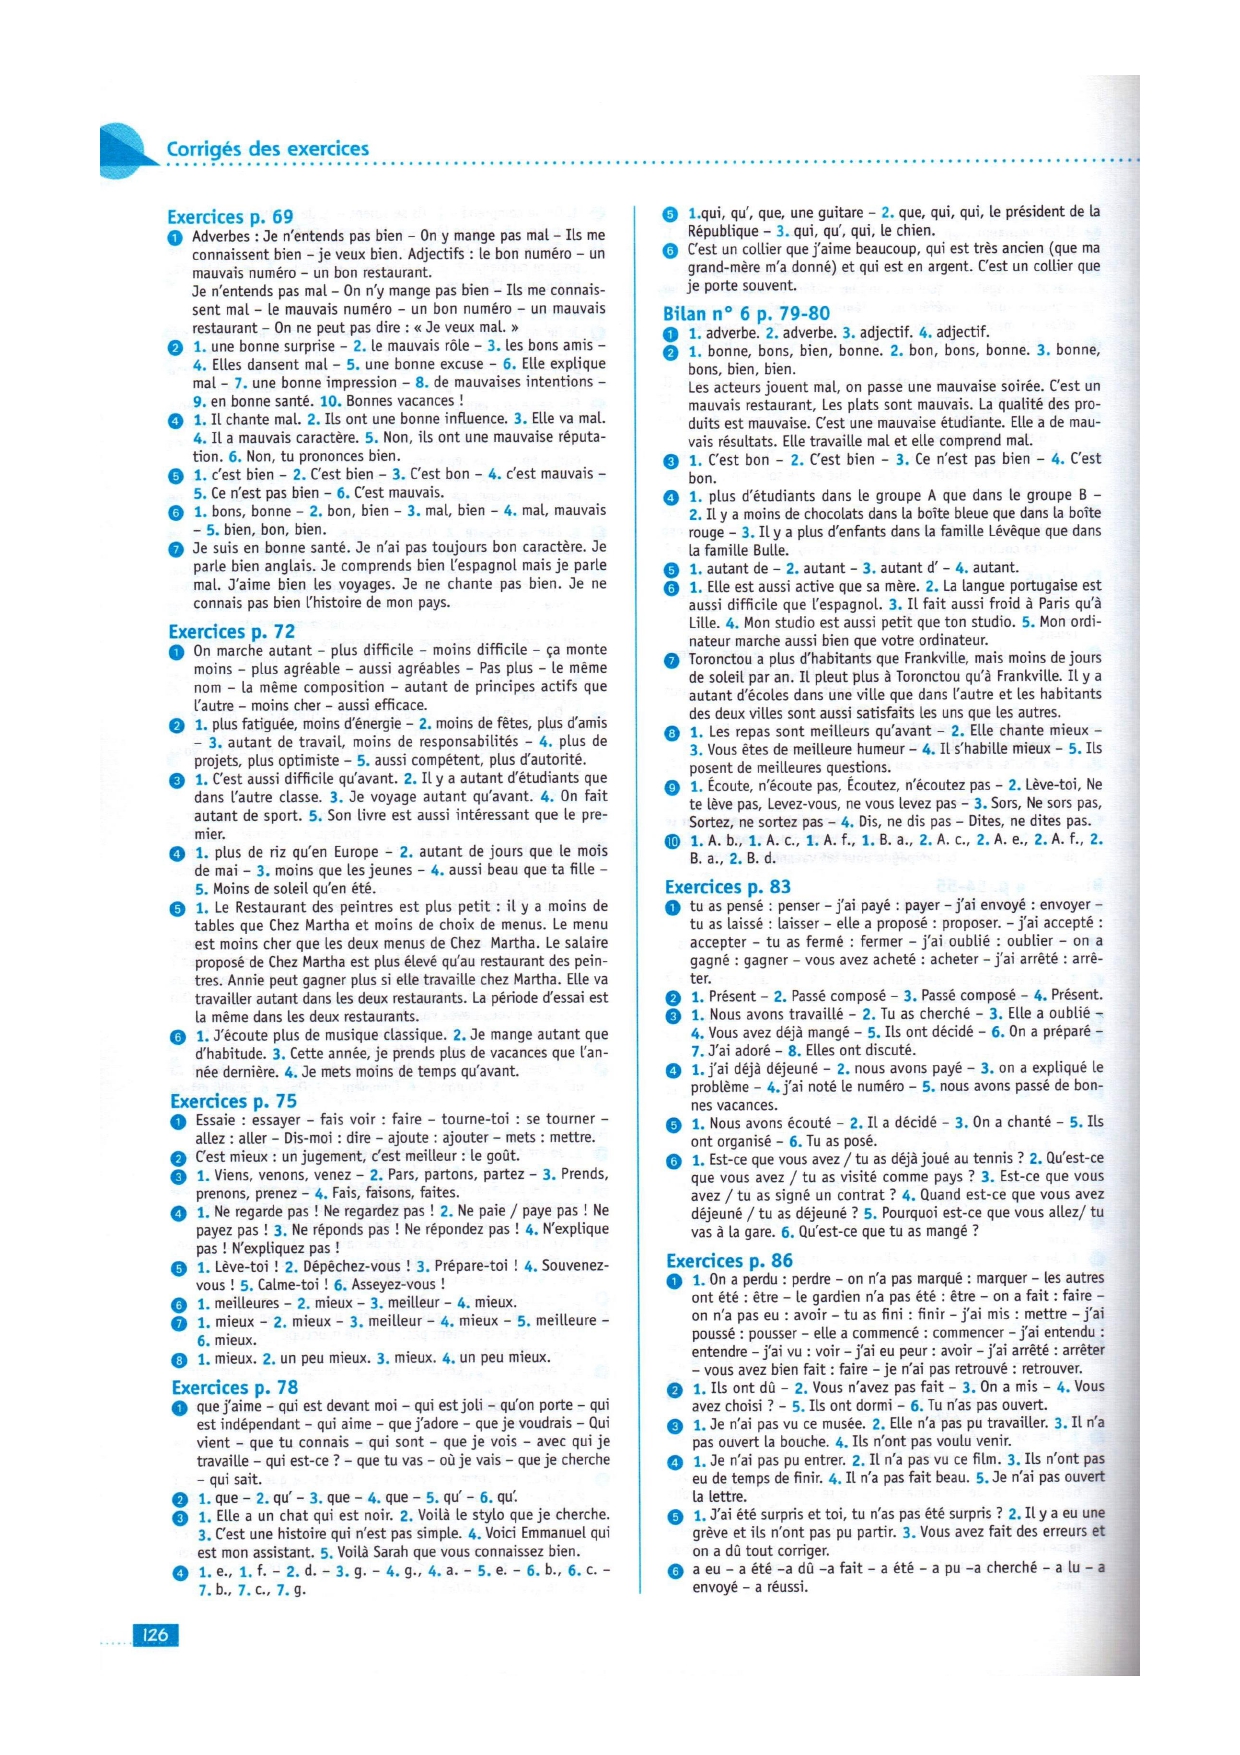 Corrigés des exercices
Exercices p. 69
1 Adverbes : Je n'entends pas bien – On y mange pas mal – Ils me
connaissent bien – je veux bien. Adjectifs : le bon numéro – un
mauvais numéro – un bon restaurant.
Je n'entends pas mal – On n'y mange pas bien – Ils me connais-
sent mal – le mauvais numéro – un bon numéro – un mauvais
restaurant – On ne peut pas dire : « Je veux mal. »
2 1. une bonne surprise – 2. le mauvais rôle – 3. les bons amis –
4. Elles dansent mal – 5. une bonne excuse – 6. Elle explique
mal – 7. une bonne impression – 8. de mauvaises intentions –
9. en bonne santé. 10. Bonnes vacances !
4 1. Il chante mal. 2. Ils ont une bonne influence. 3. Elle va mal.
4. Il a mauvais caractère. 5. Non, ils ont une mauvaise réputa-
tion. 6. Non, tu prononces bien.
5 1. c'est bien – 2. C'est bien – 3. C'est bon – 4. c'est mauvais –
5. Ce n'est pas bien – 6. C'est mauvais.
6 1. bons, bonne – 2. bon, bien – 3. mal, bien – 4. mal, mauvais
– 5. bien, bon, bien.
7 Je suis en bonne santé. Je n'ai pas toujours bon caractère. Je
parle bien anglais. Je comprends bien l'espagnol mais je parle
mal. J'aime bien les voyages. Je ne chante pas bien. Je ne
connais pas bien l'histoire de mon pays.
Exercices p. 72
1 On marche autant – plus difficile – moins difficile – ça monte
moins – plus agréable – aussi agréables – Pas plus – le même
nom – la même composition – autant de principes actifs que
l'autre – moins cher – aussi efficace.
2 1. plus fatiguée, moins d'énergie – 2. moins de fêtes, plus d'amis
– 3. autant de travail, moins de responsabilités – 4. plus de
projets, plus optimiste – 5. aussi compétent, plus d'autorité.
3 1. C'est aussi difficile qu'avant. 2. Il y a autant d'étudiants que
dans l'autre classe. 3. Je voyage autant qu'avant. 4. On fait
autant de sport. 5. Son livre est aussi intéressant que le pre-
mier.
4 1. plus de riz qu'en Europe – 2. autant de jours que le mois
de mai – 3. moins que les jeunes – 4. aussi beau que ta fille –
5. Moins de soleil qu'en été.
5 1. Le Restaurant des peintres est plus petit : il y a moins de
tables que Chez Martha et moins de choix de menus. Le menu
est moins cher que les deux menus de Chez Martha. Le salaire
proposé de Chez Martha est plus élevé qu'au restaurant des pein-
tres. Annie peut gagner plus si elle travaille chez Martha. Elle va
travailler autant dans les deux restaurants. La période d'essai est
la même dans les deux restaurants.
6 1. J'écoute plus de musique classique. 2. Je mange autant que
d'habitude. 3. Cette année, je prends plus de vacances que l'an-
née dernière. 4. Je mets moins de temps qu'avant.
Exercices p. 75
1 Essaie : essayer – fais voir : faire – tourne-toi : se tourner –
allez : aller – Dis-moi : dire – ajoute : ajouter – mets : mettre.
2 C'est mieux : un jugement, c'est meilleur : le goût.
3 1. Viens, venons, venez – 2. Pars, partons, partez – 3. Prends,
prenons, prenez – 4. Fais, faisons, faites.
4 1. Ne regarde pas ! Ne regardez pas ! 2. Ne paie / paye pas ! Ne
payez pas ! 3. Ne réponds pas ! Ne répondez pas ! 4. N'explique
pas ! N'expliquez pas !
5 1. Lève-toi ! 2. Dépêchez-vous ! 3. Prépare-toi ! 4. Souvenez-
vous ! 5. Calme-toi ! 6. Asseyez-vous !
6 1. meilleures – 2. mieux – 3. meilleur – 4. mieux.
7 1. mieux – 2. mieux – 3. meilleur – 4. mieux – 5. meilleure –
6. mieux.
8 1. mieux. 2. un peu mieux. 3. mieux. 4. un peu mieux.
Exercices p. 78
1 que j'aime – qui est devant moi – qui est joli – qu'on porte – qui
est indépendant – qui aime – que j'adore – que je voudrais – Qui
vient – que tu connais – qui sont – que je vois – avec qui je
travaille – qui est-ce ? – que tu vas – où je vais – que je cherche
– qui sait.
2 1. que – 2. qu' – 3. que – 4. que – 5. qu' – 6. qu'.
3 1. Elle a un chat qui est noir. 2. Voilà le stylo que je cherche.
3. C'est une histoire qui n'est pas simple. 4. Voici Emmanuel qui
est mon assistant. 5. Voilà Sarah que vous connaissez bien.
4 1. e., 1. f. – 2. d. – 3. g. – 4. g., 4. a. – 5. e. – 6. b., 6. c. –
7. b., 7. c., 7. g.
5 1.qui, qu', que, une guitare – 2. que, qui, qui, le président de la
République – 3. qui, qu', qui, le chien.
6 C'est un collier que j'aime beaucoup, qui est très ancien (que ma
grand-mère m'a donné) et qui est en argent. C'est un collier que
je porte souvent.
Bilan n° 6 p. 79-80
1 1. adverbe. 2. adverbe. 3. adjectif. 4. adjectif.
2 1. bonne, bons, bien, bonne. 2. bon, bons, bonne. 3. bonne,
bons, bien, bien.
Les acteurs jouent mal, on passe une mauvaise soirée. C'est un
mauvais restaurant, Les plats sont mauvais. La qualité des pro-
duits est mauvaise. C'est une mauvaise étudiante. Elle a de mau-
vais résultats. Elle travaille mal et elle comprend mal.
3 1. C'est bon – 2. C'est bien – 3. Ce n'est pas bien – 4. C'est
bon.
4 1. plus d'étudiants dans le groupe A que dans le groupe B –
2. Il y a moins de chocolats dans la boîte bleue que dans la boîte
rouge – 3. Il y a plus d'enfants dans la famille Lévêque que dans
la famille Bulle.
5 1. autant de – 2. autant – 3. autant d' – 4. autant.
6 1. Elle est aussi active que sa mère. 2. La langue portugaise est
aussi difficile que l'espagnol. 3. Il fait aussi froid à Paris qu'à
Lille. 4. Mon studio est aussi petit que ton studio. 5. Mon ordi-
nateur marche aussi bien que votre ordinateur.
7 Toronctou a plus d'habitants que Frankville, mais moins de jours
de soleil par an. Il pleut plus à Toronctou qu'à Frankville. Il y a
autant d'écoles dans une ville que dans l'autre et les habitants
des deux villes sont aussi satisfaits les uns que les autres.
8 1. Les repas sont meilleurs qu'avant – 2. Elle chante mieux –
3. Vous êtes de meilleure humeur – 4. Il s'habille mieux – 5. Ils
posent de meilleures questions.
9 1. Écoute, n'écoute pas, Écoutez, n'écoutez pas – 2. Lève-toi, Ne
te lève pas, Levez-vous, ne vous levez pas – 3. Sors, Ne sors pas,
Sortez, ne sortez pas – 4. Dis, ne dis pas – Dites, ne dites pas.
10 1. A. b., 1. A. c., 1. A. f., 1. B. a., 2. A. c., 2. A. e., 2. A. f., 2.
B. a., 2. B. d.
Exercices p. 83
1 tu as pensé : penser – j'ai payé : payer – j'ai envoyé : envoyer –
tu as laissé : laisser – elle a proposé : proposer. – j'ai accepté :
accepter – tu as fermé : fermer – j'ai oublié : oublier – on a
gagné : gagner – vous avez acheté : acheter – j'ai arrêté : arrê-
ter.
2 1. Présent – 2. Passé composé – 3. Passé composé – 4. Présent.
3 1. Nous avons travaillé – 2. Tu as cherché – 3. Elle a oublié –
4. Vous avez déjà mangé – 5. Ils ont décidé – 6. On a préparé –
7. J'ai adoré – 8. Elles ont discuté.
4 1. j'ai déjà déjeuné – 2. nous avons payé – 3. on a expliqué le
problème – 4. j'ai noté le numéro – 5. nous avons passé de bon-
nes vacances.
5 1. Nous avons écouté – 2. Il a décidé – 3. On a chanté – 5. Ils
ont organisé – 6. Tu as posé.
6 1. Est-ce que vous avez / tu as déjà joué au tennis ? 2. Qu'est-ce
que vous avez / tu as visité comme pays ? 3. Est-ce que vous
avez / tu as signé un contrat ? 4. Quand est-ce que vous avez
déjeuné / tu as déjeuné ? 5. Pourquoi est-ce que vous allez/ tu
vas à la gare. 6. Qu'est-ce que tu as mangé ?
Exercices p. 86
1 1. On a perdu : perdre – on n'a pas marqué : marquer – les autres
ont été : être – le gardien n'a pas été : être – on a fait : faire –
on n'a pas eu : avoir – tu as fini : finir – j'ai mis : mettre – j'ai
poussé : pousser – elle a commencé : commencer – j'ai entendu :
entendre – j'ai vu : voir – j'ai eu peur : avoir – j'ai arrêté : arrêter
– vous avez bien fait : faire – je n'ai pas retrouvé : retrouver.
2 1. Ils ont dû – 2. Vous n'avez pas fait – 3. On a mis – 4. Vous
avez choisi ? – 5. Ils ont dormi – 6. Tu n'as pas ouvert.
3 1. Je n'ai pas vu ce musée. 2. Elle n'a pas pu travailler. 3. Il n'a
pas ouvert la bouche. 4. Ils n'ont pas voulu venir.
4 1. Je n'ai pas pu entrer. 2. Il n'a pas vu ce film. 3. Ils n'ont pas
eu de temps de finir. 4. Il n'a pas fait beau. 5. Je n'ai pas ouvert
la lettre.
5 1. J'ai été surpris et toi, tu n'as pas été surpris ? 2. Il y a eu une
grève et ils n'ont pas pu partir. 3. Vous avez fait des erreurs et
on a dû tout corriger.
6 a eu – a été –a dû –a fait – a été – a pu –a cherché – a lu – a
envoyé – a réussi.
126